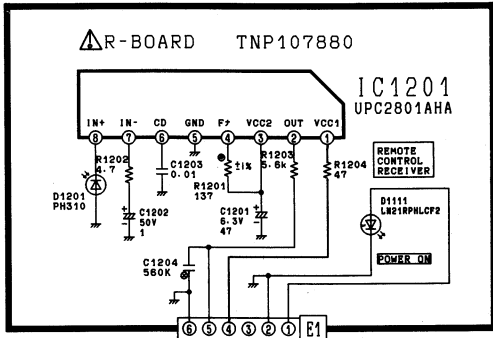 ⚠R-BOARD TNP107880
IC1201
UPC2801AHA
IN+ IN- CD GND Fナ VCC2 OUT VCC1
8 7 6 5 4 3 2 1
R1202
4.7
C1203
0.01
±1%
R1201
137
R1203
5.6k
R1204
47
REMOTE
CONTROL
RECEIVER
D1201
PH310
C1202
50V
1
C1201
6.3V
47
D1111
LN21RPHLCF2
POWER ON
C1204
560K
6 5 4 3 2 1 E1